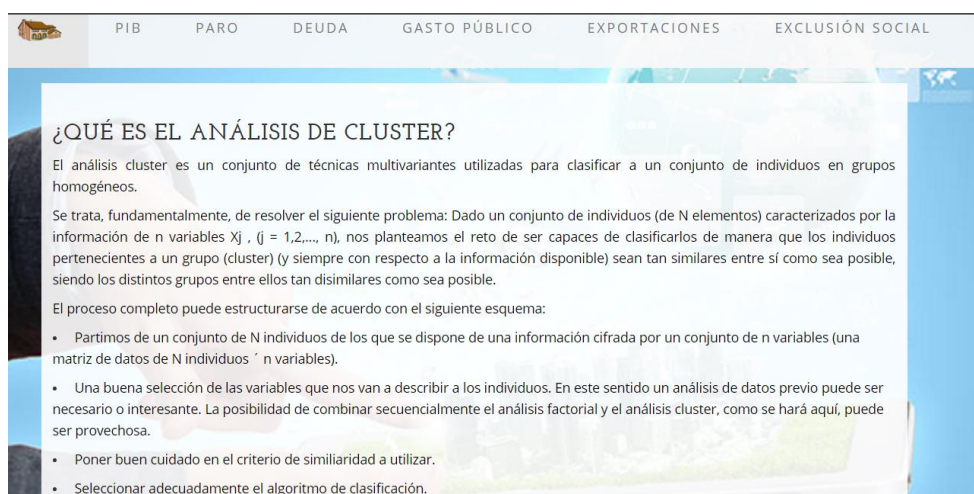 PIB PARO DEUDA GASTO PÚBLICO EXPORTACIONES EXCLUSIÓN SOCIAL
¿QUÉ ES EL ANÁLISIS DE CLUSTER?
El análisis cluster es un conjunto de técnicas multivariantes utilizadas para clasificar a un conjunto de individuos en grupos
homogéneos.
Se trata, fundamentalmente, de resolver el siguiente problema: Dado un conjunto de individuos (de N elementos) caracterizados por la
información de n variables Xj , (j = 1,2,..., n), nos planteamos el reto de ser capaces de clasificarlos de manera que los individuos
pertenecientes a un grupo (cluster) (y siempre con respecto a la información disponible) sean tan similares entre sí como sea posible,
siendo los distintos grupos entre ellos tan disimilares como sea posible.
El proceso completo puede estructurarse de acuerdo con el siguiente esquema:
• Partimos de un conjunto de N individuos de los que se dispone de una información cifrada por un conjunto de n variables (una
matriz de datos de N individuos ´ n variables).
• Una buena selección de las variables que nos van a describir a los individuos. En este sentido un análisis de datos previo puede ser
necesario o interesante. La posibilidad de combinar secuencialmente el análisis factorial y el análisis cluster, como se hará aquí, puede
ser provechosa.
• Poner buen cuidado en el criterio de similiaridad a utilizar.
• Seleccionar adecuadamente el algoritmo de clasificación.